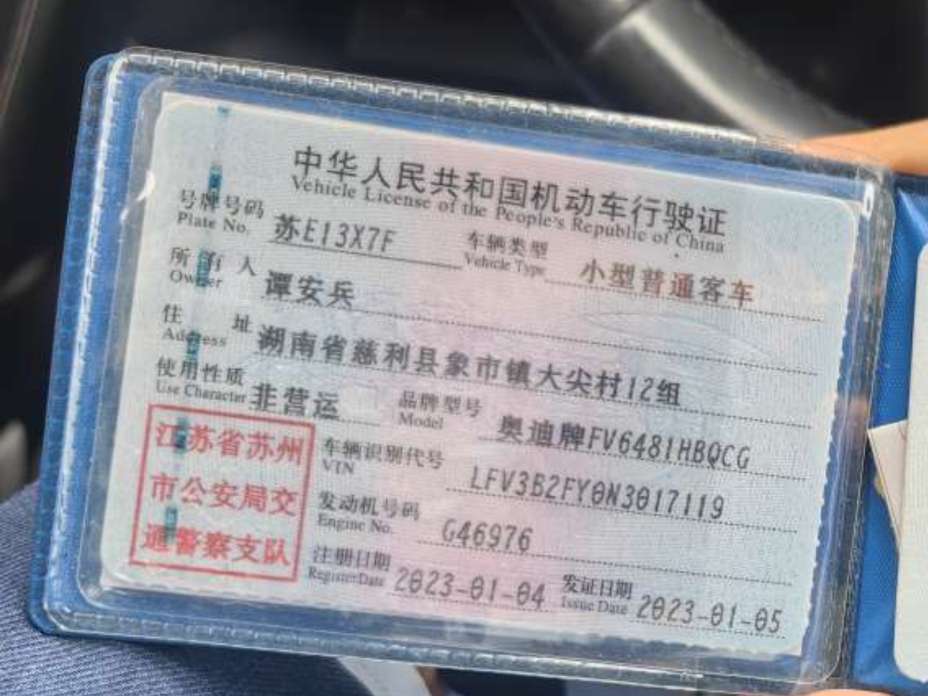 中华人民共和国机动车行驶证
Vehicle License of the People's Republic of China
号牌号码 苏E13X7F 车辆类型 小型普通客车
Plate No. Vehicle Type
所有人 谭安兵
Owner
住址 湖南省慈利县象市镇大尖村12组
Address
使用性质 非营运 品牌型号 奥迪牌FV6481HBQCG
Use Character Model
江苏省苏州
市公安局交
通警察支队
车辆识别代号 LFV3B2FY0N3017119
VIN
发动机号码 G46976
Engine No.
注册日期 2023-01-04 发证日期 2023-01-05
Register Date Issue Date